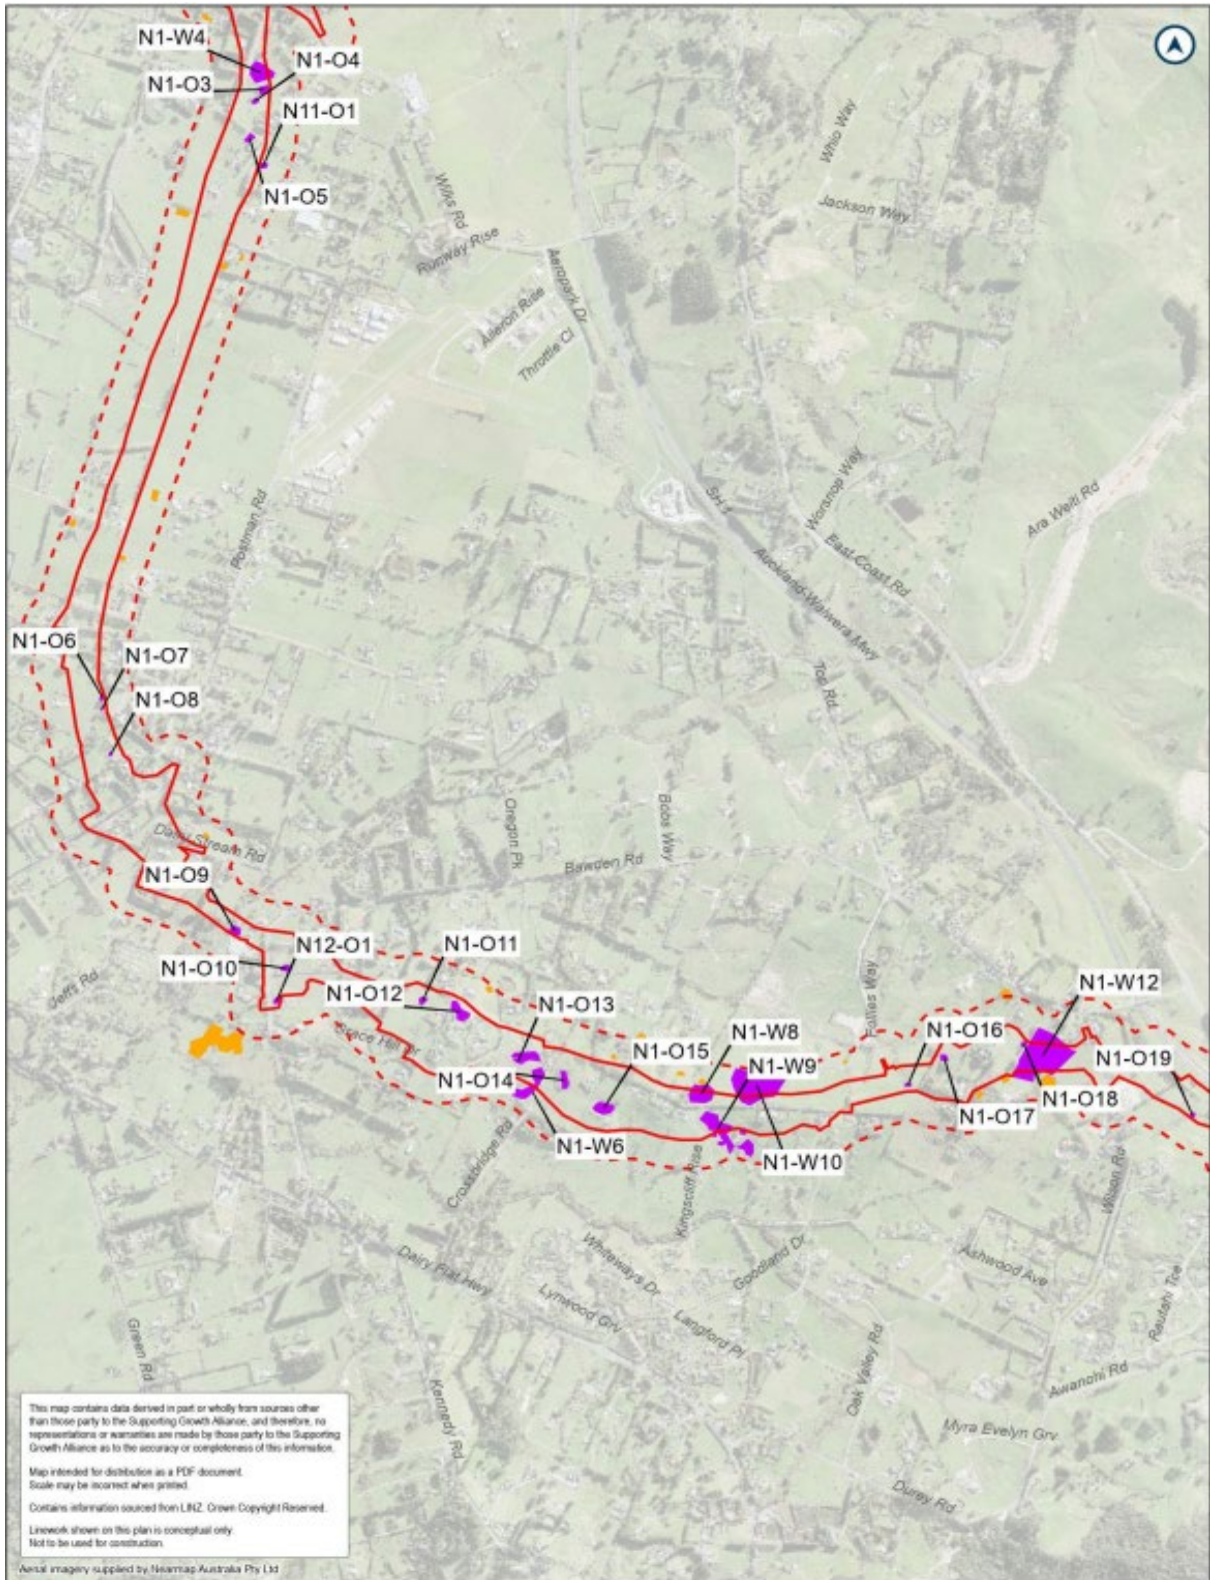 N1-W4
N1-O4
N1-O3
N11-O1
N1-O5
Whio Way
Jackson Way
Wilks Rd
Runway Rise
Aeropark Dr
Aileron Rise
Throttle Cl
Postman Rd
SH 1
Worsnop Way
Ara Weiti Rd
East Coast Rd
Auckland-Waiwera Mwy
N1-O6
N1-O7
N1-O8
Top Rd
Oregon Pk
Bobs Way
Dairy Stream Rd
Bawden Rd
N1-O9
N12-O1
N1-O11
N1-O10
N1-O12
Jeffs Rd
Follies Way
N1-W12
N1-O13
Stace Hill Dr
N1-O15
N1-W8
N1-O16
N1-O19
N1-W9
N1-O14
N1-O17
N1-O18
N1-W6
N1-W10
Crossbridge Rd
Kingscliff Rise
Wilson Rd
Dairy Flat Hwy
Whiteways Dr
Goodland Dr
Ashwood Ave
Lynwood Grv
Langford Pl
Rautahi Tce
Green Rd
Kennedy Rd
Oak Valley Rd
Awanohi Rd
Myra Evelyn Grv
Durey Rd
This map contains data derived in part or wholly from sources other
than those party to the Supporting Growth Alliance, and therefore, no
representations or warranties are made by those party to the Supporting
Growth Alliance as to the accuracy or completeness of this information.
Map intended for distribution as a PDF document.
Scale may be incorrect when printed.
Contains information sourced from LINZ. Crown Copyright Reserved.
Linework shown on this plan is conceptual only.
Not to be used for construction.
Aerial imagery supplied by Nearmap Australia Pty Ltd